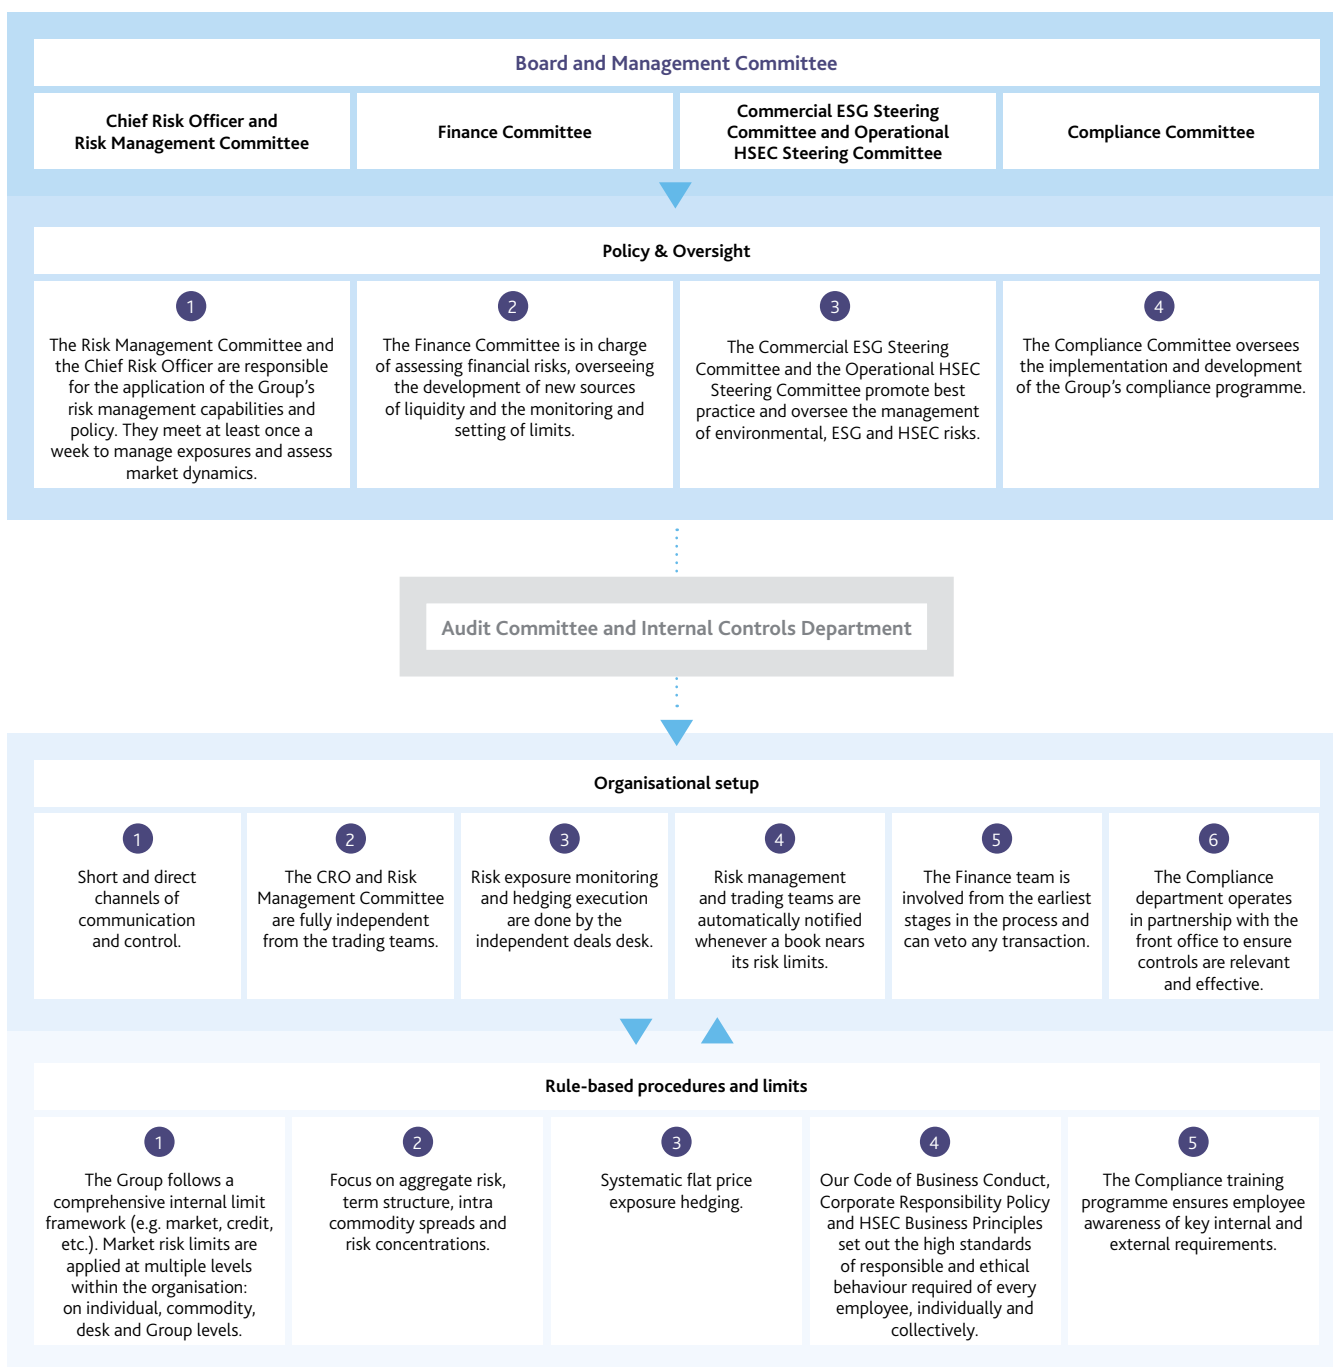 Board and Management Committee
Chief Risk Officer and
Risk Management Committee
Finance Committee
Commercial ESG Steering
Committee and Operational
HSEC Steering Committee
Compliance Committee
Policy & Oversight
1
The Risk Management Committee and
the Chief Risk Officer are responsible
for the application of the Group’s
risk management capabilities and
policy. They meet at least once a
week to manage exposures and assess
market dynamics.
2
The Finance Committee is in charge
of assessing financial risks, overseeing
the development of new sources
of liquidity and the monitoring and
setting of limits.
3
The Commercial ESG Steering
Committee and the Operational HSEC
Steering Committee promote best
practice and oversee the management
of environmental, ESG and HSEC risks.
4
The Compliance Committee oversees
the implementation and development
of the Group’s compliance programme.
Audit Committee and Internal Controls Department
Organisational setup
1
Short and direct
channels of
communication
and control.
2
The CRO and Risk
Management Committee
are fully independent
from the trading teams.
3
Risk exposure monitoring
and hedging execution
are done by the
independent deals desk.
4
Risk management
and trading teams are
automatically notified
whenever a book nears
its risk limits.
5
The Finance team is
involved from the earliest
stages in the process and
can veto any transaction.
6
The Compliance
department operates
in partnership with the
front office to ensure
controls are relevant
and effective.
Rule-based procedures and limits
1
The Group follows a
comprehensive internal limit
framework (e.g. market, credit,
etc.). Market risk limits are
applied at multiple levels
within the organisation:
on individual, commodity,
desk and Group levels.
2
Focus on aggregate risk,
term structure, intra
commodity spreads and
risk concentrations.
3
Systematic flat price
exposure hedging.
4
Our Code of Business Conduct,
Corporate Responsibility Policy
and HSEC Business Principles
set out the high standards
of responsible and ethical
behaviour required of every
employee, individually and
collectively.
5
The Compliance training
programme ensures employee
awareness of key internal and
external requirements.